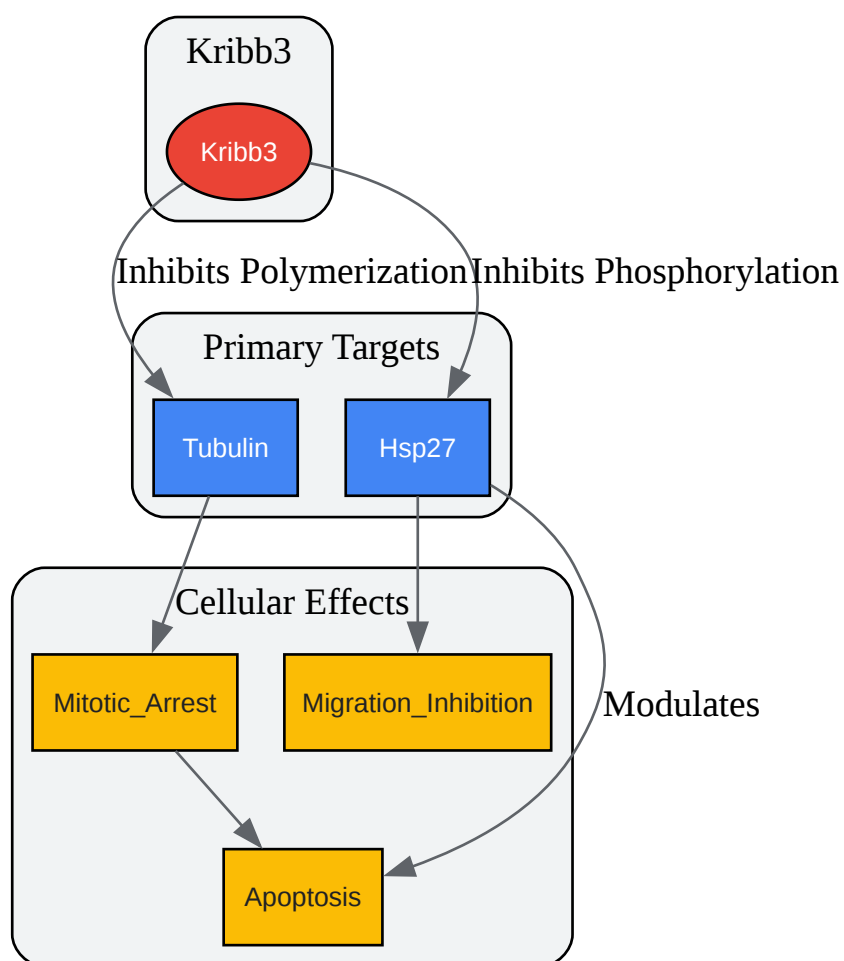 Kribb3
Kribb3
Inhibits Polymerization
Inhibits Phosphorylation
Primary Targets
Tubulin
Hsp27
Cellular Effects
Mitotic_Arrest
Migration_Inhibition
Modulates
Apoptosis